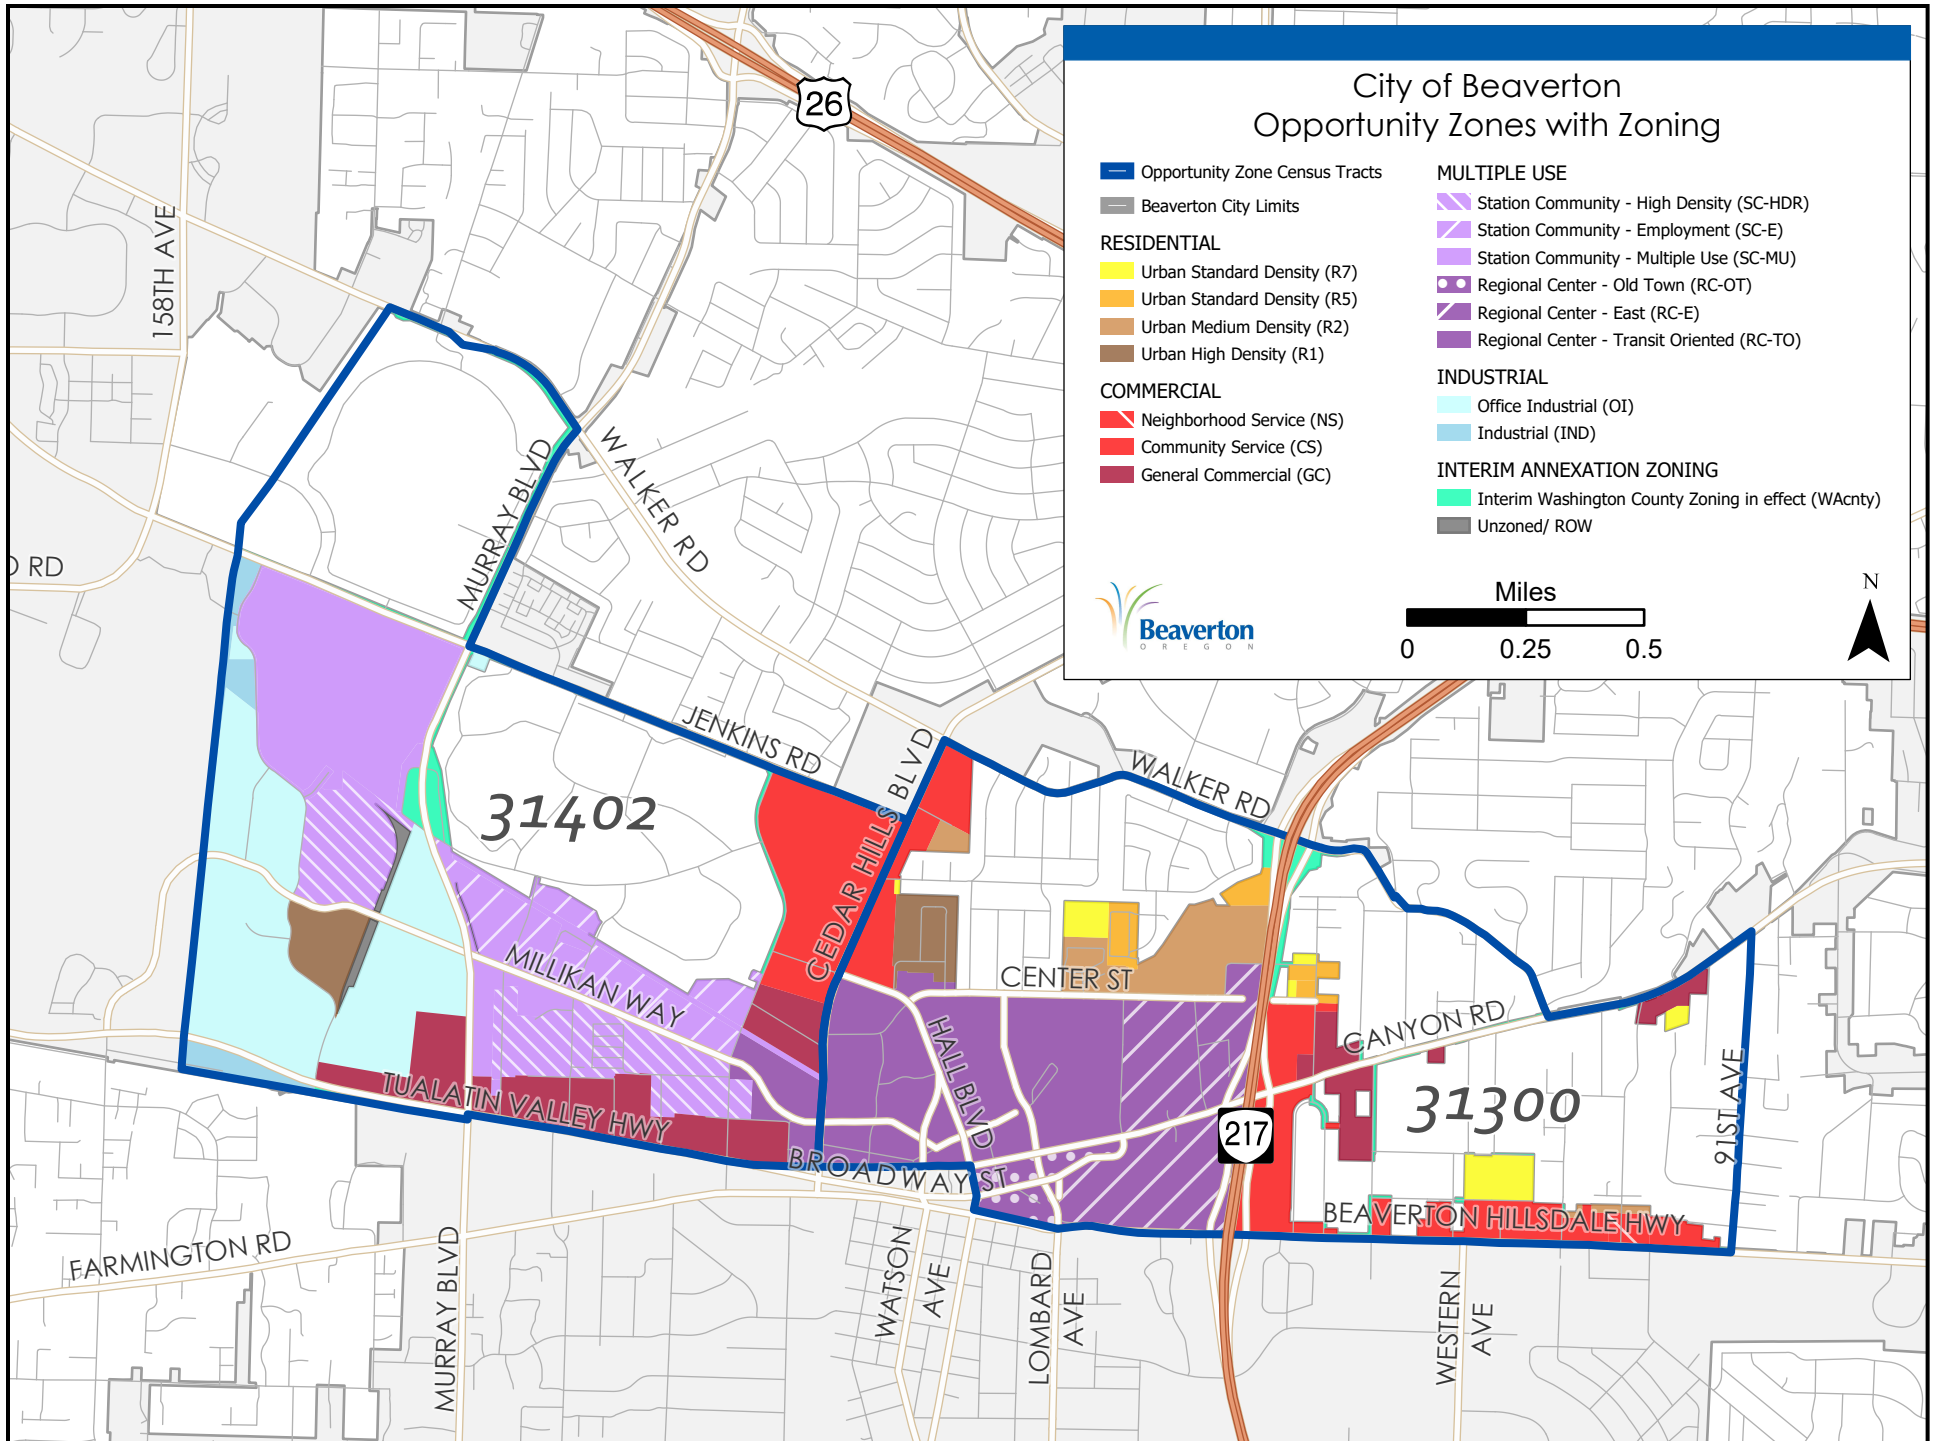 City of Beaverton
Opportunity Zones with Zoning
Opportunity Zone Census Tracts
Beaverton City Limits
RESIDENTIAL
Urban Standard Density (R7)
Urban Standard Density (R5)
Urban Medium Density (R2)
Urban High Density (R1)
COMMERCIAL
Neighborhood Service (NS)
Community Service (CS)
General Commercial (GC)
MULTIPLE USE
Station Community - High Density (SC-HDR)
Station Community - Employment (SC-E)
Station Community - Multiple Use (SC-MU)
Regional Center - Old Town (RC-OT)
Regional Center - East (RC-E)
Regional Center - Transit Oriented (RC-TO)
INDUSTRIAL
Office Industrial (OI)
Industrial (IND)
INTERIM ANNEXATION ZONING
Interim Washington County Zoning in effect (WAcnty)
Unzoned/ ROW
Beaverton
OREGON
Miles
0 0.25 0.5
N
26
158TH AVE
MURRAY BLVD
WALKER RD
RD
JENKINS RD
CEDAR HILLS BLVD
WALKER RD
31402
MILLIKAN WAY
CENTER ST
HALL BLVD
CANYON RD
31300
91ST AVE
217
TUALATIN VALLEY HWY
BROADWAY ST
BEAVERTON HILLSDALE HWY
FARMINGTON RD
MURRAY BLVD
WATSON
AVE
LOMBARD
AVE
WESTERN
AVE